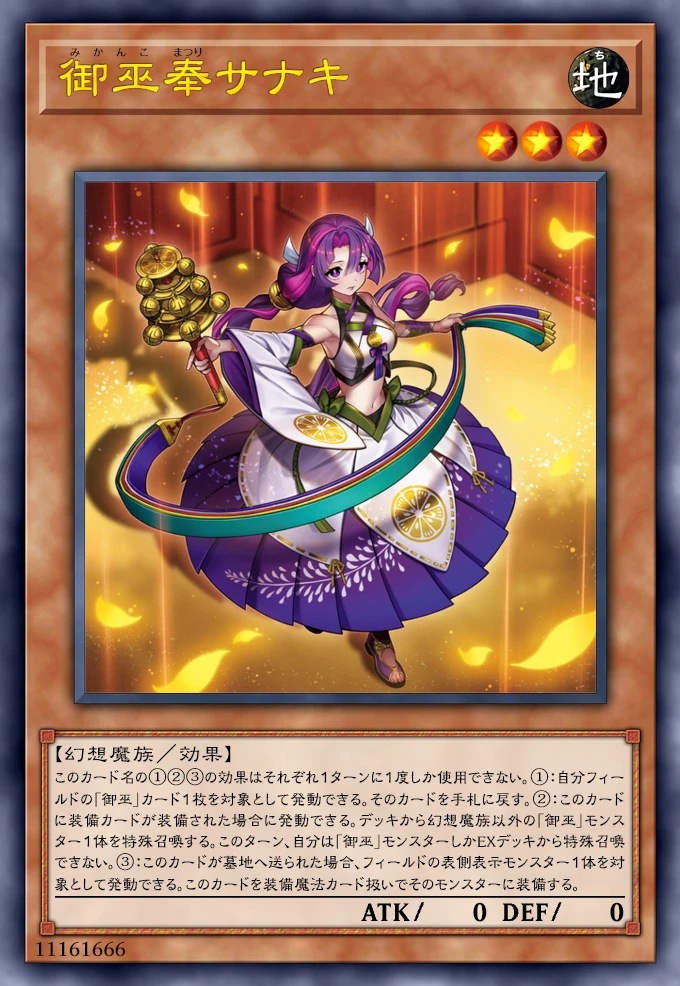 みかんこ まつり
御巫奉サナキ
ち
地
【幻想魔族／効果】
このカード名の①②③の効果はそれぞれ１ターンに１度しか使用できない。①：自分フィー
ルドの「御巫」カード１枚を対象として発動できる。そのカードを手札に戻す。②：このカード
に装備カードが装備された場合に発動できる。デッキから幻想魔族以外の「御巫」モンス
ター１体を特殊召喚する。このターン、自分は「御巫」モンスターしかEXデッキから特殊召喚
できない。③：このカードが墓地へ送られた場合、フィールドの表側表示モンスター１体を対
象として発動できる。このカードを装備魔法カード扱いでそのモンスターに装備する。
ATK/ 0 DEF/ 0
11161666